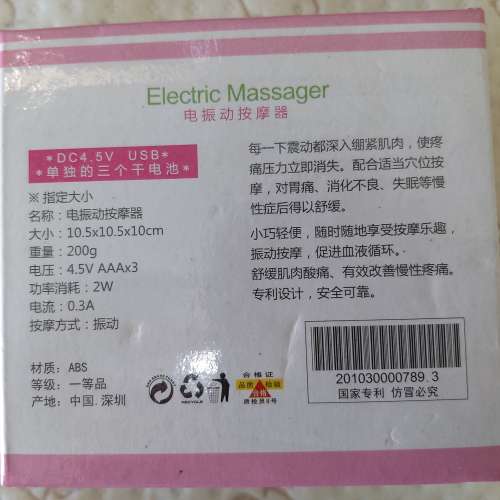 Electric Massager
电振动按摩器
*DC4.5V USB*
*单独的三个干电池*
※ 指定大小
名称：电振动按摩器
大小：10.5x10.5x10cm
重量：200g
电压：4.5V AAAx3
功率消耗：2W
电流：0.3A
按摩方式：振动
材质：ABS
等级：一等品
产地：中国.深圳
每一下震动都深入绷紧肌肉，使疼
痛压力立即消失。配合适当穴位按
摩，对胃痛、消化不良、失眠等慢
性症后得以舒缓。
小巧轻便，随时随地享受按摩乐趣，
振动按摩，促进血液循环。
舒缓肌肉酸痛、有效改善慢性疼痛。
专利设计，安全可靠。
RECYCLE
合格证
质检员8号
201030000789.3
国家专利 仿冒必究